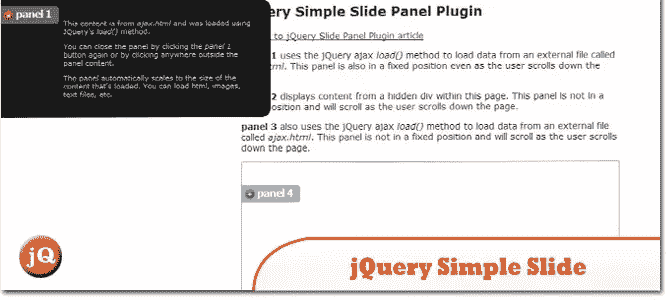 panel 1
This content is from ajax.html and was loaded using
jQuery's load() method.
You can close the panel by clicking the panel 1
button again or by clicking anywhere outside the
panel content.
The panel automatically scales to the size of the
content that's loaded. You can load html, images,
text files, etc.
ery Simple Slide Panel Plugin
to jQuery Slide Panel Plugin article
1 uses the jQuery ajax load() method to load data from an external file called
ml. This panel is also in a fixed position even as the user scrolls down the
2 displays content from a hidden div within this page. This panel is not in a
position and will scroll as the user scrolls down the page.
panel 3 also uses the jQuery ajax load() method to load data from an external file
called ajax.html. This panel is not in a fixed position and will scroll as the user scrolls
down the page.
panel 4
jQ
jQuery Simple Slide